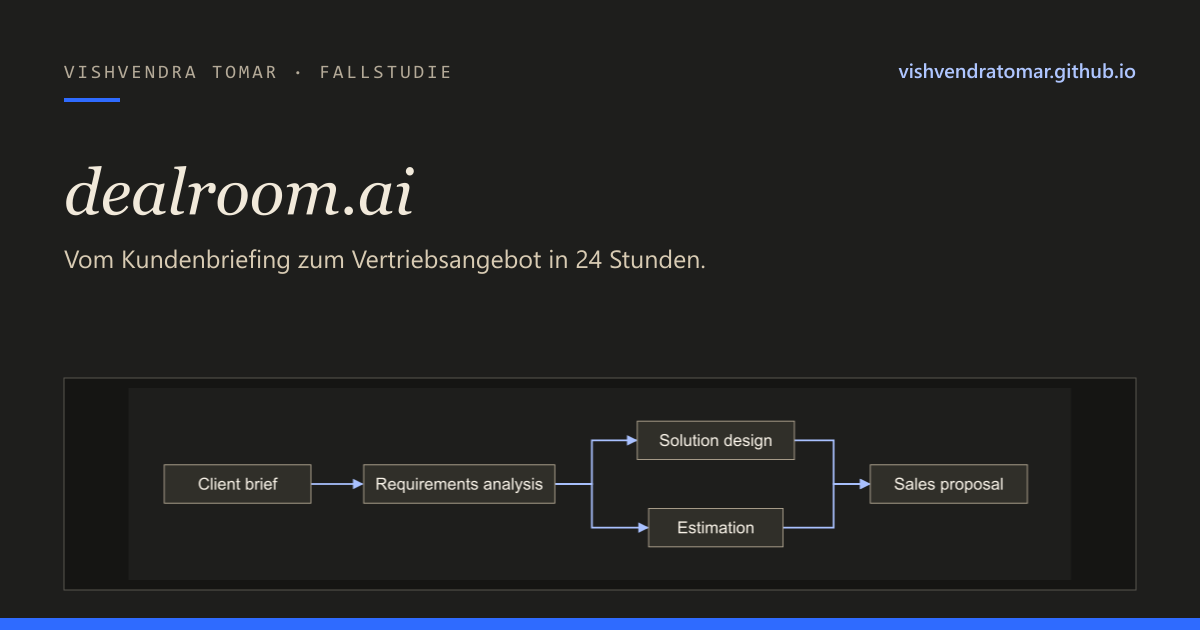 VISHVENDRA TOMAR · FALLSTUDIE
vishvendratomar.github.io
dealroom.ai
Vom Kundenbriefing zum Vertriebsangebot in 24 Stunden.
Client brief
Requirements analysis
Solution design
Estimation
Sales proposal